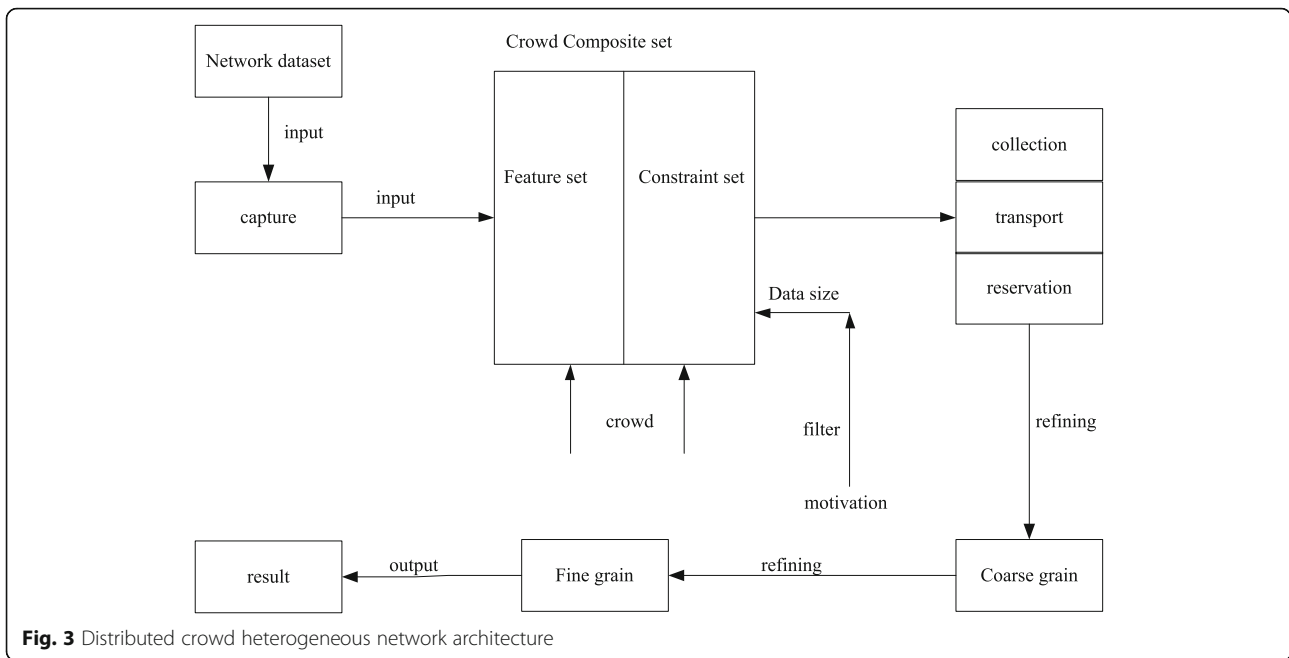 Crowd Composite set
Network dataset
input
capture
input
Feature set
Constraint set
collection
transport
reservation
Data size
crowd
filter
motivation
refining
result
output
Fine grain
refining
Coarse grain
Fig. 3 Distributed crowd heterogeneous network architecture